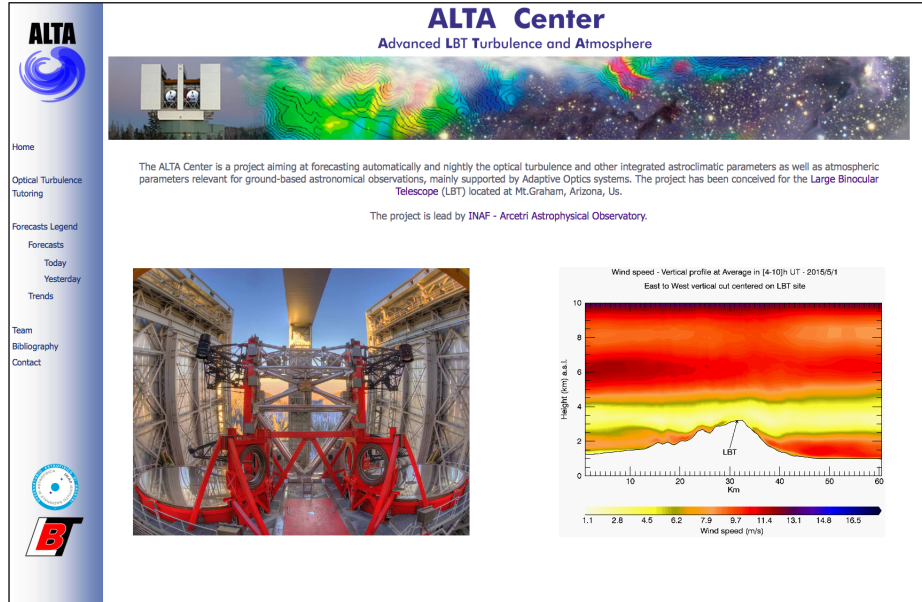 ALTA
ALTA Center
Advanced LBT Turbulence and Atmosphere
Home
Optical Turbulence
Tutoring
Forecasts Legend
Forecasts
Today
Yesterday
Trends
Team
Bibliography
Contact
The ALTA Center is a project aiming at forecasting automatically and nightly the optical turbulence and other integrated astroclimatic parameters as well as atmospheric
parameters relevant for ground-based astronomical observations, mainly supported by Adaptive Optics systems. The project has been conceived for the Large Binocular
Telescope (LBT) located at Mt.Graham, Arizona, Us.
The project is lead by INAF - Arcetri Astrophysical Observatory.
Wind speed - Vertical profile at Average in [4-10]h UT - 2015/5/1
East to West vertical cut centered on LBT site
Height (km) a.s.l.
10
8
6
4
2
0
LBT
10 20 30 40 50 60
Km
1.1 2.8 4.5 6.2 7.9 9.7 11.4 13.1 14.8 16.5
Wind speed (m/s)
LBT